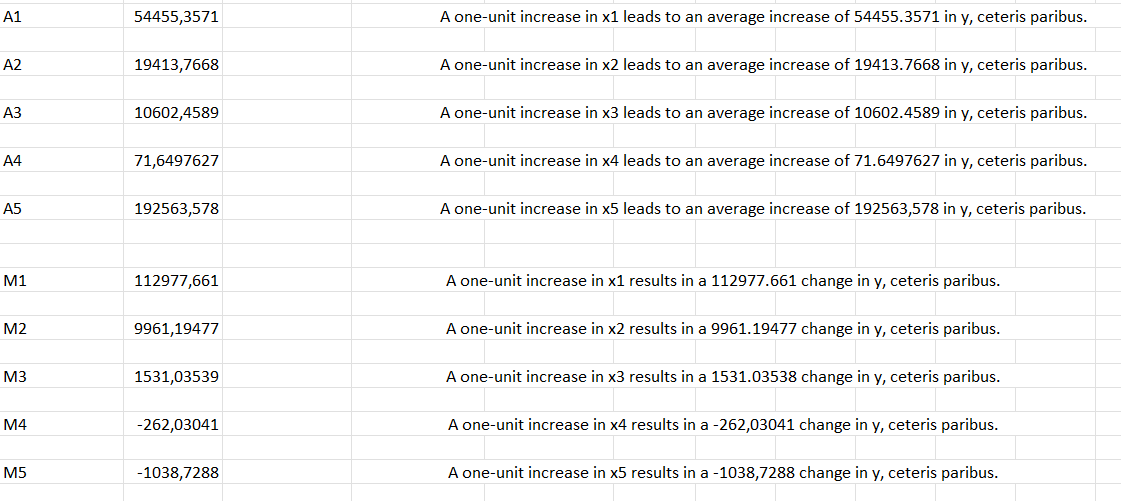 A1 54455,3571 A one-unit increase in x1 leads to an average increase of 54455.3571 in y, ceteris paribus.
A2 19413,7668 A one-unit increase in x2 leads to an average increase of 19413.7668 in y, ceteris paribus.
A3 10602,4589 A one-unit increase in x3 leads to an average increase of 10602.4589 in y, ceteris paribus.
A4 71,6497627 A one-unit increase in x4 leads to an average increase of 71.6497627 in y, ceteris paribus.
A5 192563,578 A one-unit increase in x5 leads to an average increase of 192563,578 in y, ceteris paribus.
M1 112977,661 A one-unit increase in x1 results in a 112977.661 change in y, ceteris paribus.
M2 9961,19477 A one-unit increase in x2 results in a 9961.19477 change in y, ceteris paribus.
M3 1531,03539 A one-unit increase in x3 results in a 1531.03538 change in y, ceteris paribus.
M4 -262,03041 A one-unit increase in x4 results in a -262,03041 change in y, ceteris paribus.
M5 -1038,7288 A one-unit increase in x5 results in a -1038,7288 change in y, ceteris paribus.